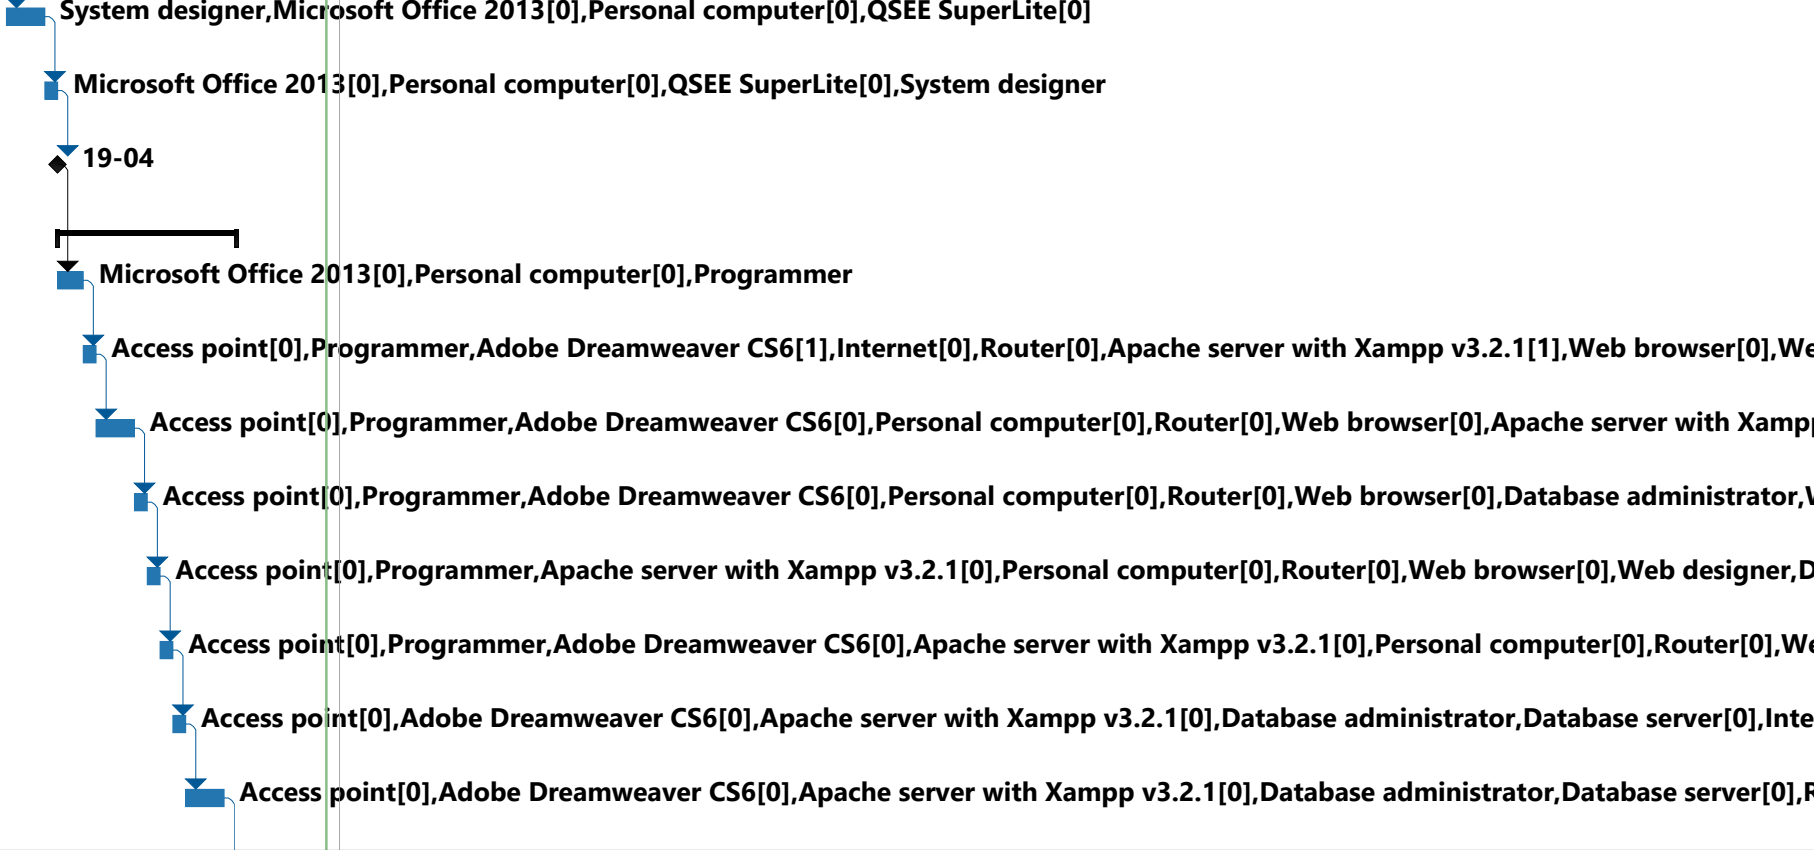 System designer,Microsoft Office 2013[0],Personal computer[0],QSEE SuperLite[0]
Microsoft Office 2013[0],Personal computer[0],QSEE SuperLite[0],System designer
19-04
Microsoft Office 2013[0],Personal computer[0],Programmer
Access point[0],Programmer,Adobe Dreamweaver CS6[1],Internet[0],Router[0],Apache server with Xampp v3.2.1[1],Web browser[0],We
Access point[0],Programmer,Adobe Dreamweaver CS6[0],Personal computer[0],Router[0],Web browser[0],Apache server with Xampp
Access point[0],Programmer,Adobe Dreamweaver CS6[0],Personal computer[0],Router[0],Web browser[0],Database administrator,
Access point[0],Programmer,Apache server with Xampp v3.2.1[0],Personal computer[0],Router[0],Web browser[0],Web designer,D
Access point[0],Programmer,Adobe Dreamweaver CS6[0],Apache server with Xampp v3.2.1[0],Personal computer[0],Router[0],We
Access point[0],Adobe Dreamweaver CS6[0],Apache server with Xampp v3.2.1[0],Database administrator,Database server[0],Inte
Access point[0],Adobe Dreamweaver CS6[0],Apache server with Xampp v3.2.1[0],Database administrator,Database server[0],R